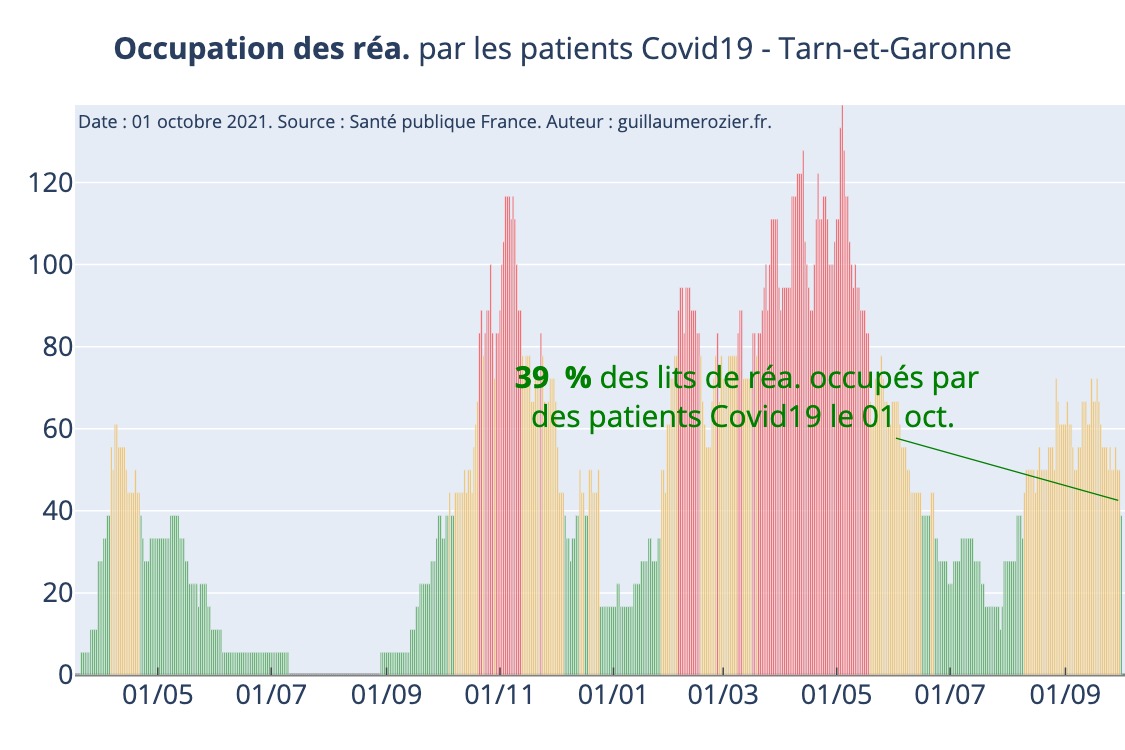 Occupation des réa. par les patients Covid19 - Tarn-et-Garonne
Date : 01 octobre 2021. Source : Santé publique France. Auteur : guillaumerozier.fr.
120
100
80
39 % des lits de réa. occupés par
des patients Covid19 le 01 oct.
60
40
20
0
01/05 01/07 01/09 01/11 01/01 01/03 01/05 01/07 01/09